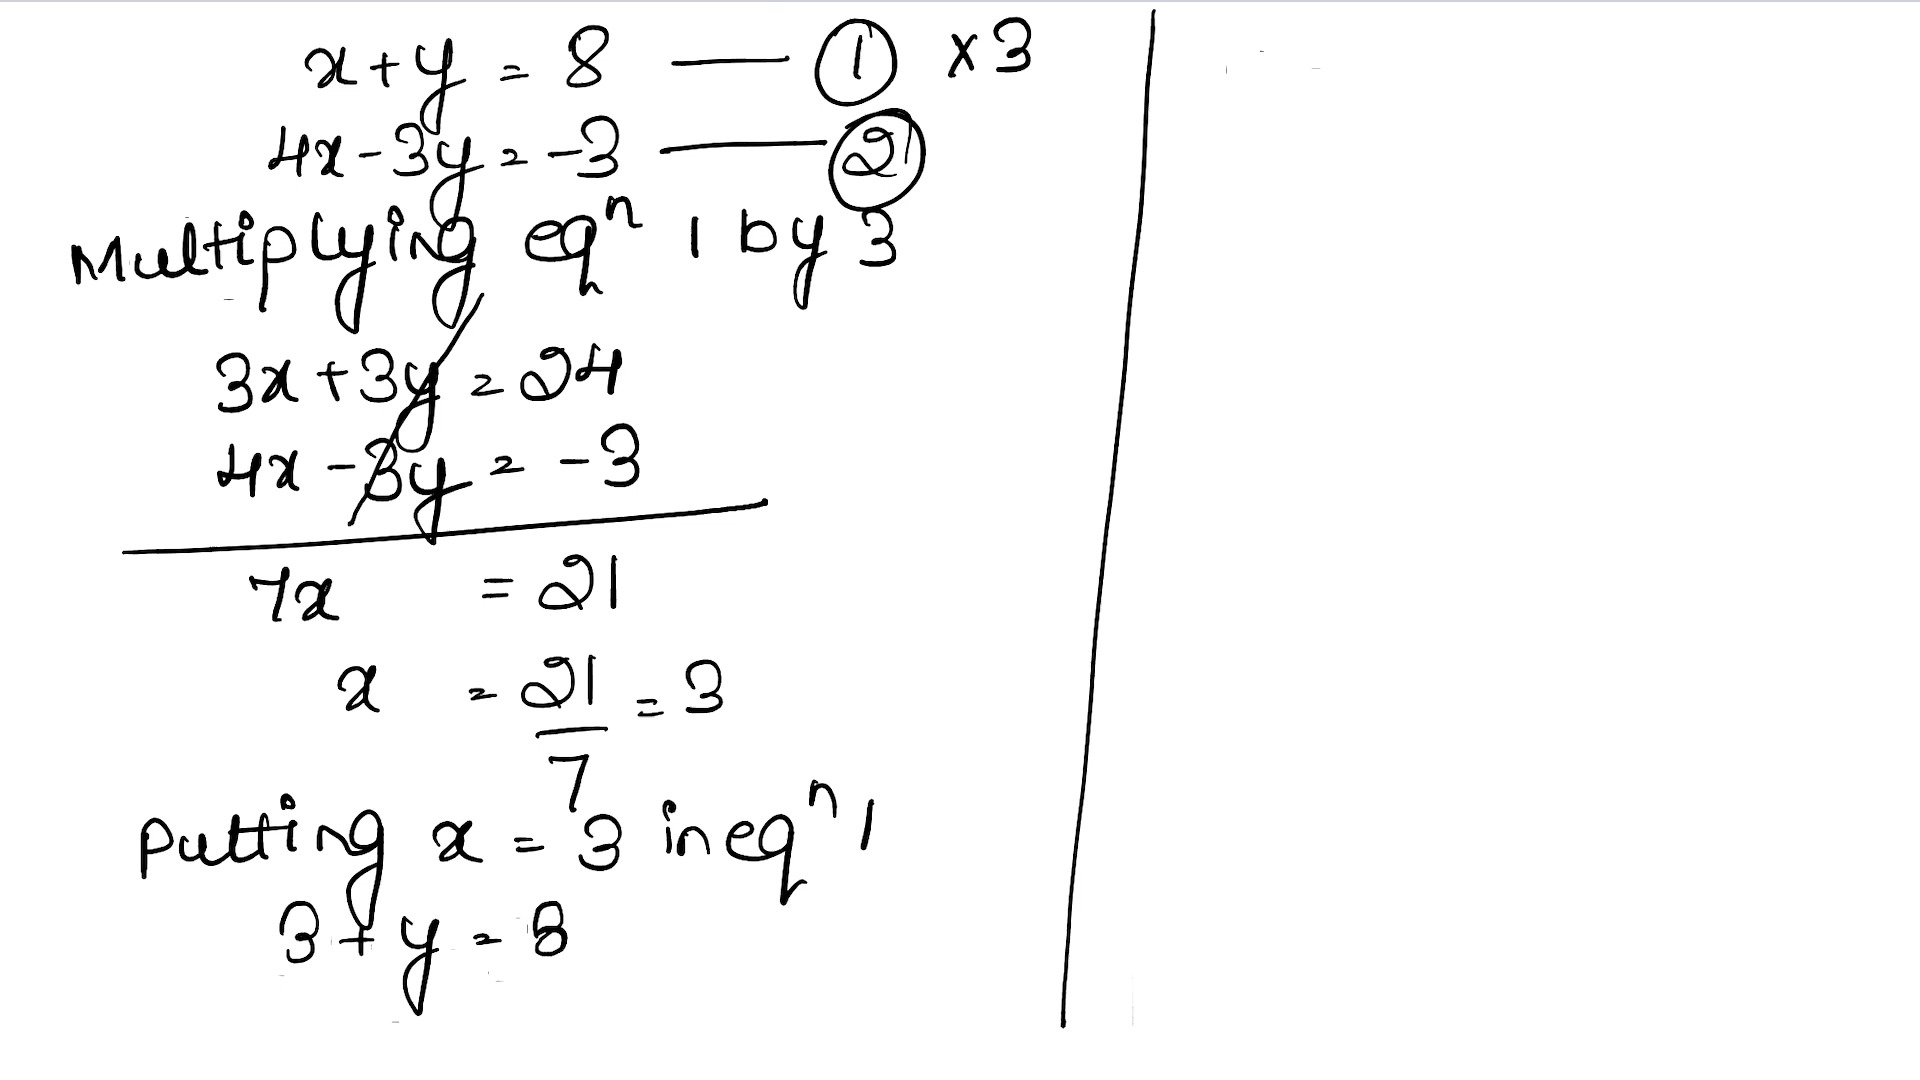 x + y = 8 —— ① × 3
4x - 3y = -3 —— ②
Multiplying eqⁿ 1 by 3
3x + 3y = 24
4x - 3y = -3
7x = 21
x = 21/7 = 3
Putting x = 3 in eqⁿ 1
3 + y = 8